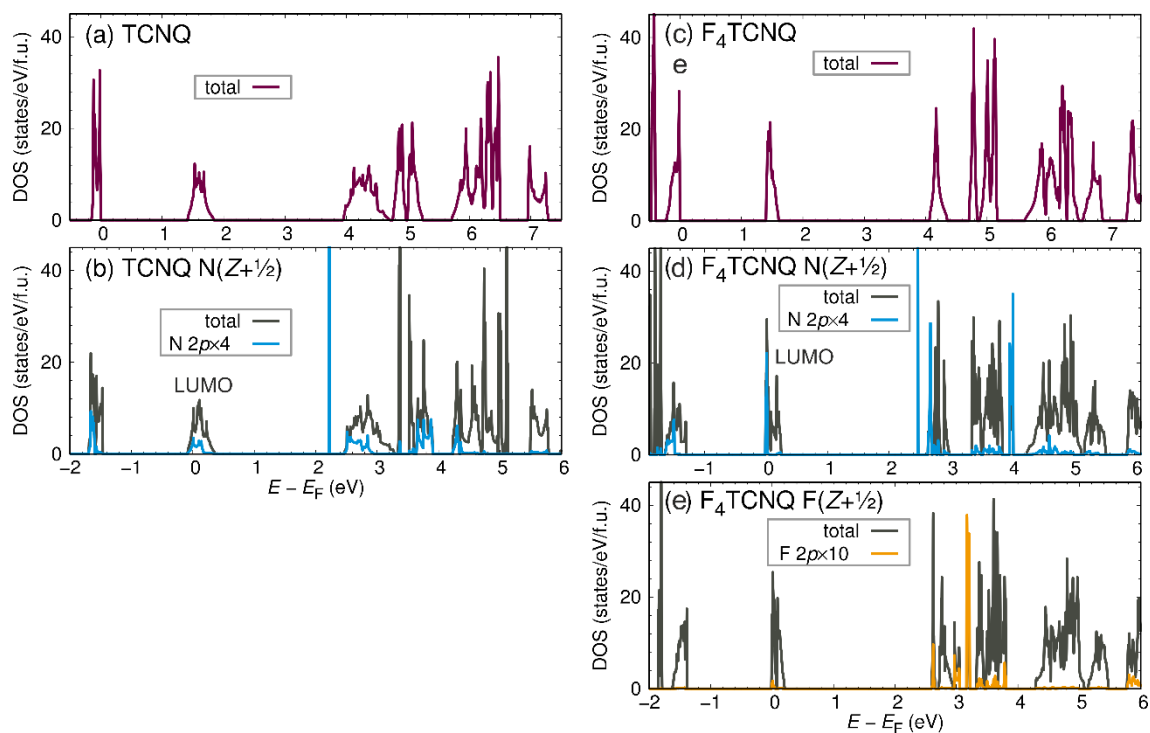 (a) TCNQ
total
DOS (states/eV/f.u.)
40
20
0
0 1 2 3 4 5 6 7
(b) TCNQ N(Z+½)
total
N 2p×4
LUMO
DOS (states/eV/f.u.)
40
20
0
−2 −1 0 1 2 3 4 5 6
E − EF (eV)
(c) F4TCNQ
e
total
DOS (states/eV/f.u.)
40
20
0
0 1 2 3 4 5 6 7
(d) F4TCNQ N(Z+½)
total
N 2p×4
LUMO
DOS (states/eV/f.u.)
40
20
0
−1 0 1 2 3 4 5 6
(e) F4TCNQ F(Z+½)
total
F 2p×10
DOS (states/eV/f.u.)
40
20
0
−2 −1 0 1 2 3 4 5 6
E − EF (eV)